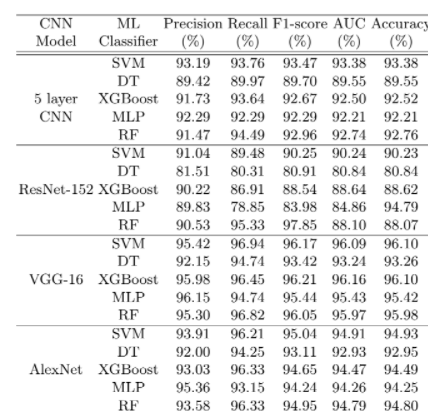 CNN ML Precision Recall F1-score AUC Accuracy
Model Classifier (%) (%) (%) (%) (%)
SVM 93.19 93.76 93.47 93.38 93.38
DT 89.42 89.97 89.70 89.55 89.55
5 layer XGBoost 91.73 93.64 92.67 92.50 92.52
CNN MLP 92.29 92.29 92.29 92.21 92.21
RF 91.47 94.49 92.96 92.74 92.76
SVM 91.04 89.48 90.25 90.24 90.23
DT 81.51 80.31 80.91 80.84 80.84
ResNet-152 XGBoost 90.22 86.91 88.54 88.64 88.62
MLP 89.83 78.85 83.98 84.86 94.79
RF 90.53 95.33 97.85 88.10 88.07
SVM 95.42 96.94 96.17 96.09 96.10
DT 92.15 94.74 93.42 93.24 93.26
VGG-16 XGBoost 95.98 96.45 96.21 96.16 96.10
MLP 96.15 94.74 95.44 95.43 95.42
RF 95.30 96.82 96.05 95.97 95.98
SVM 93.91 96.21 95.04 94.91 94.93
DT 92.00 94.25 93.11 92.93 92.95
AlexNet XGBoost 93.03 96.33 94.65 94.47 94.49
MLP 95.36 93.15 94.24 94.26 94.25
RF 93.58 96.33 94.95 94.79 94.80